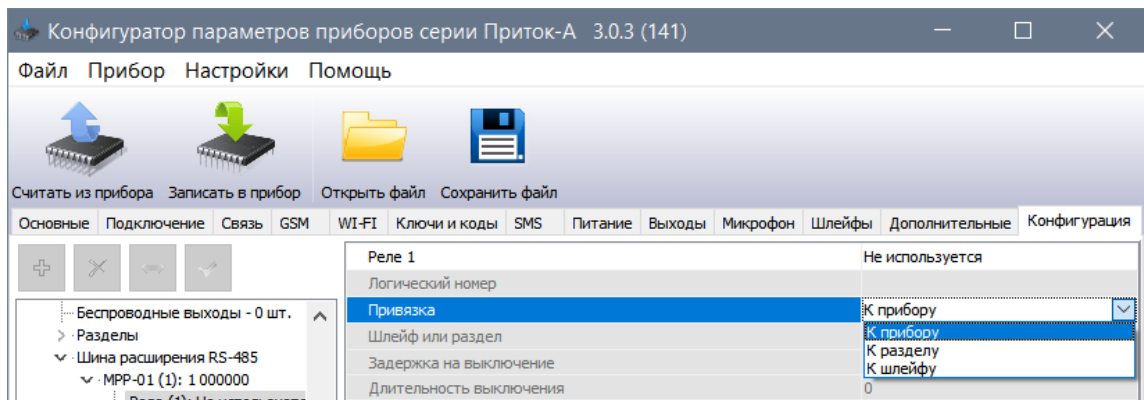 Конфигуратор параметров приборов серии Приток-А 3.0.3 (141)
Файл Прибор Настройки Помощь
Считать из прибора Записать в прибор Открыть файл Сохранить файл
Основные Подключение Связь GSM WI-FI Ключи и коды SMS Питание Выходы Микрофон Шлейфы Дополнительные Конфигурация
Реле 1 Не используется
Логический номер
Привязка К прибору
Шлейф или раздел
Задержка на выключение
Длительность выключения 0
К прибору
К разделу
К шлейфу
Беспроводные выходы - 0 шт.
Разделы
Шина расширения RS-485
МРР-01 (1): 1 000000